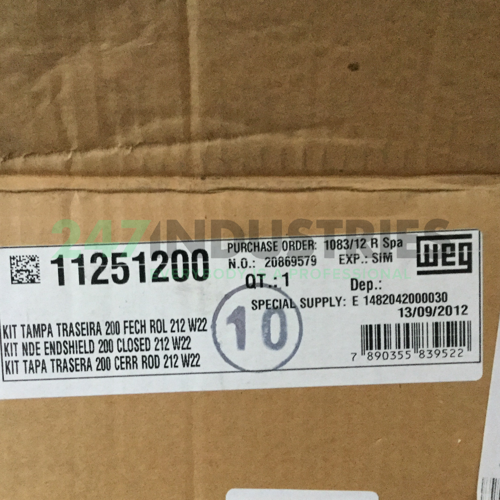 247INDUSTRIES
11251200
PURCHASE ORDER: 1083/12 R Spa
N.O.: 20869579 EXP.: SIM
QT.: 1 Dep.:
SPECIAL SUPPLY: E 1482042000030
13/09/2012
weg
10
KIT TAMPA TRASEIRA 200 FECH ROL 212 W22
KIT NDE ENDSHIELD 200 CLOSED 212 W22
KIT TAPA TRASERA 200 CERR ROD 212 W22
7 890355 839522